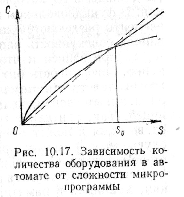 C
0
S₀
S
Рис. 10.17. Зависимость ко-
личества оборудования в ав-
томате от сложности микро-
программы